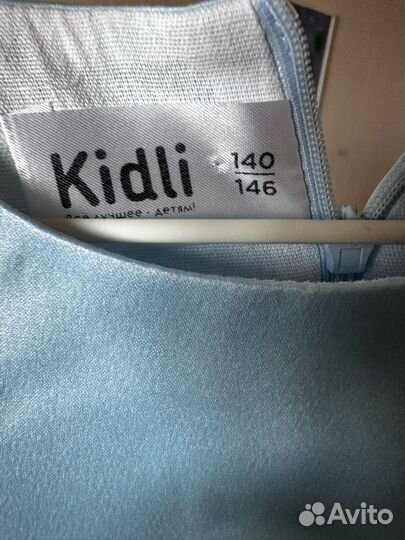 Kidli
140
146
Всё лучшее - детям!
Avito